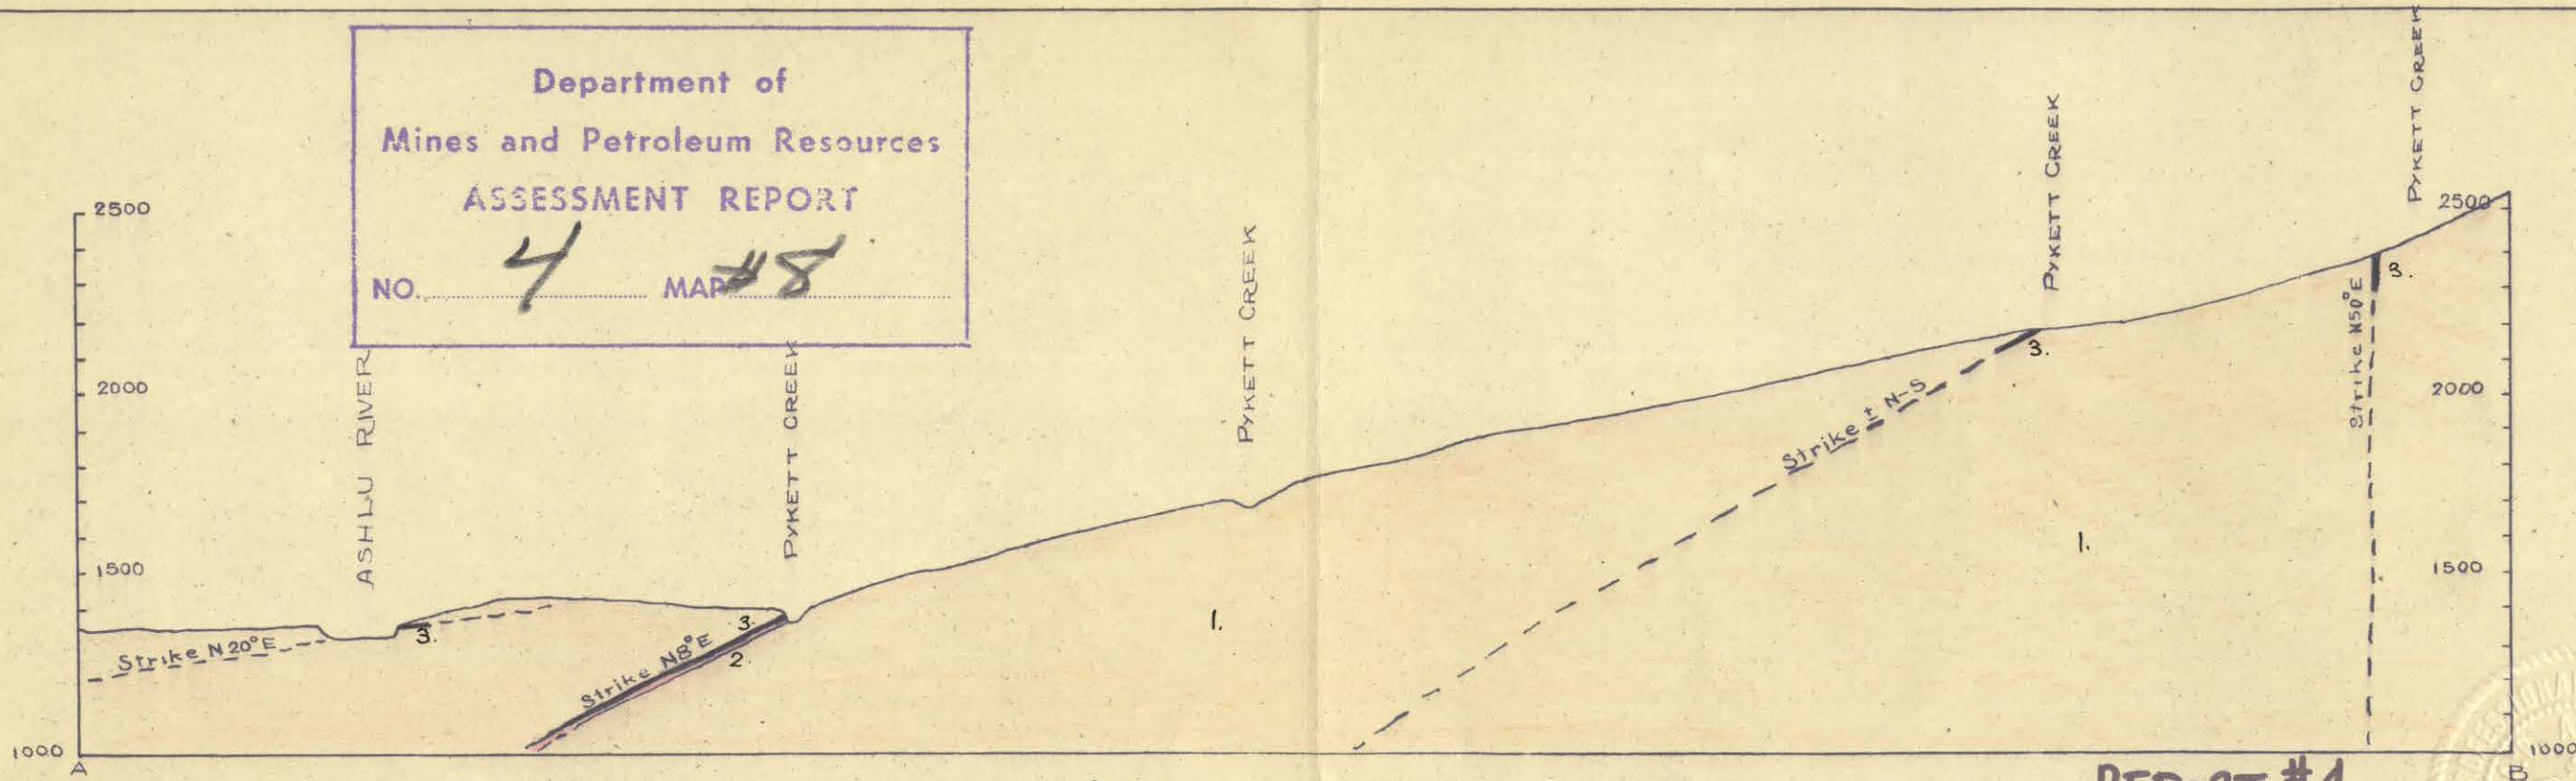 Department of
Mines and Petroleum Resources
ASSESSMENT REPORT
NO. 4 MAP #8
PYKETT CREEK
PYKETT CREEK
PYKETT CREEK
PYKETT CREEK
ASHLU RIVER
2500
2000
1500
1000
A
2500
2000
1500
1000
B
Strike N 20° E
3.
Strike N8°E
3.
2.
1.
Strike ± N-S
3.
1.
Strike N50°E
3.
REPORT #4